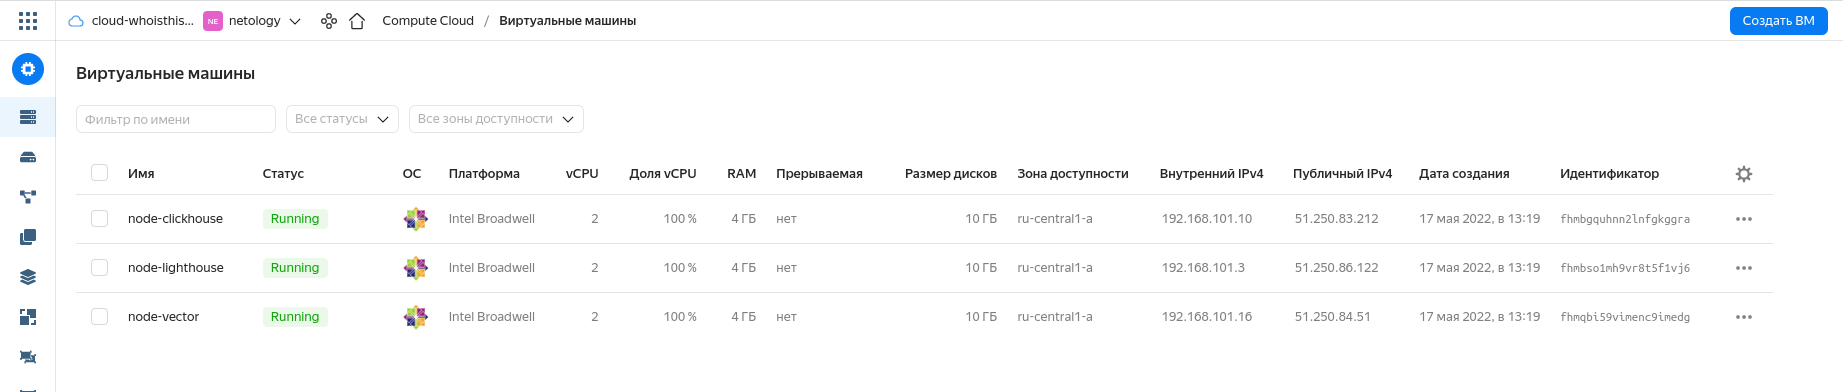 cloud-whoisthis... NE netology Compute Cloud / Виртуальные машины Создать ВМ
Виртуальные машины
Фильтр по имени Все статусы Все зоны доступности
Имя Статус ОС Платформа vCPU Доля vCPU RAM Прерываемая Размер дисков Зона доступности Внутренний IPv4 Публичный IPv4 Дата создания Идентификатор
node-clickhouse Running Intel Broadwell 2 100 % 4 ГБ нет 10 ГБ ru-central1-a 192.168.101.10 51.250.83.212 17 мая 2022, в 13:19 fhmbgquhnn2lnfgkggra
node-lighthouse Running Intel Broadwell 2 100 % 4 ГБ нет 10 ГБ ru-central1-a 192.168.101.3 51.250.86.122 17 мая 2022, в 13:19 fhmbso1mh9vr8t5f1vj6
node-vector Running Intel Broadwell 2 100 % 4 ГБ нет 10 ГБ ru-central1-a 192.168.101.16 51.250.84.51 17 мая 2022, в 13:19 fhmqbi59vimenc9imedg